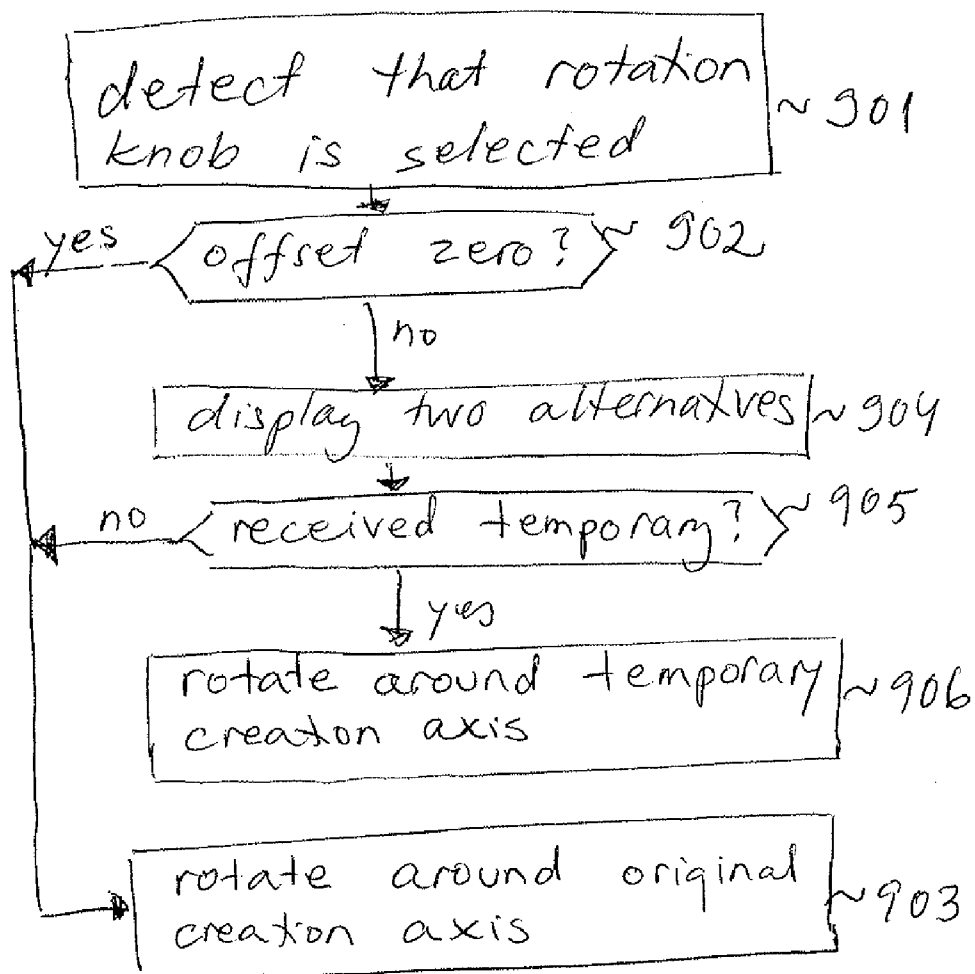 detect that rotation
knob is selected
~ 901
yes
offset zero?
~ 902
no
display two alternatves
~ 904
no
received temporary?
~ 905
yes
rotate around temporary
creation axis
~ 906
rotate around original
creation axis
~ 903